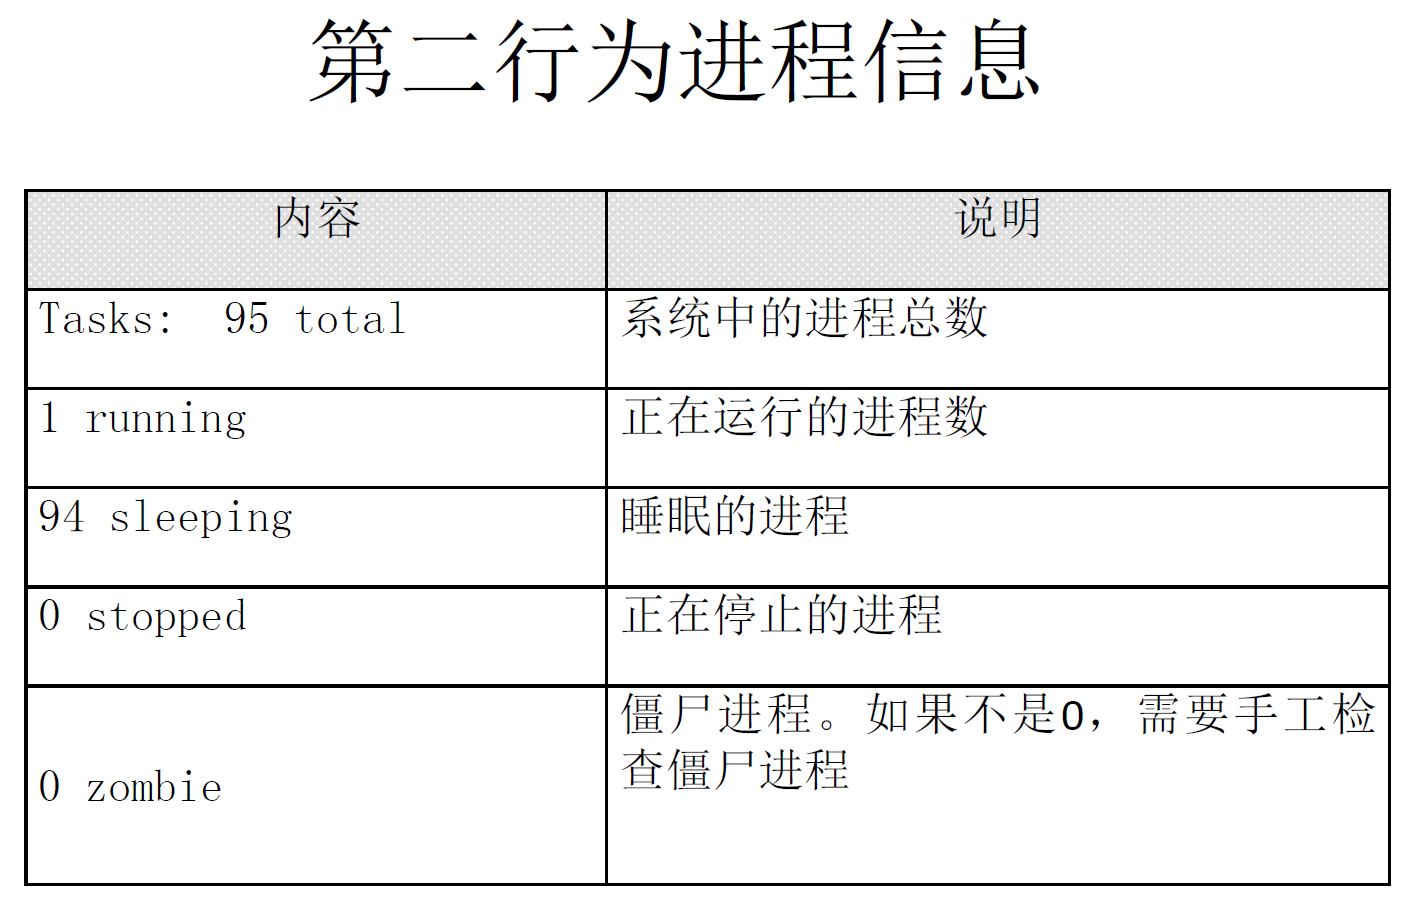 第二行为进程信息
内容 说明
Tasks: 95 total 系统中的进程总数
1 running 正在运行的进程数
94 sleeping 睡眠的进程
0 stopped 正在停止的进程
僵尸进程。如果不是0，需要手工检
查僵尸进程
0 zombie